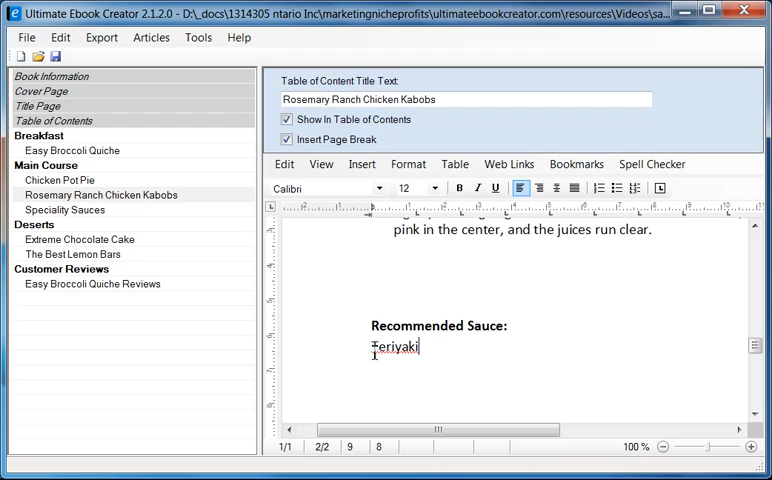 Ultimate Ebook Creator 2.1.2.0 - D:\_docs\1314305 ntario Inc\marketingnicheprofits\ultimateebookcreator.com\resources\Videos\sa...
File Edit Export Articles Tools Help
Book Information
Cover Page
Title Page
Table of Contents
Breakfast
Easy Broccoli Quiche
Main Course
Chicken Pot Pie
Rosemary Ranch Chicken Kabobs
Speciality Sauces
Deserts
Extreme Chocolate Cake
The Best Lemon Bars
Customer Reviews
Easy Broccoli Quiche Reviews
Table of Content Title Text:
Rosemary Ranch Chicken Kabobs
Show In Table of Contents
Insert Page Break
Edit View Insert Format Table Web Links Bookmarks Spell Checker
Calibri 12 B I U
pink in the center, and the juices run clear.
Recommended Sauce:
Teriyaki
1/1 2/2 9 8 100 %